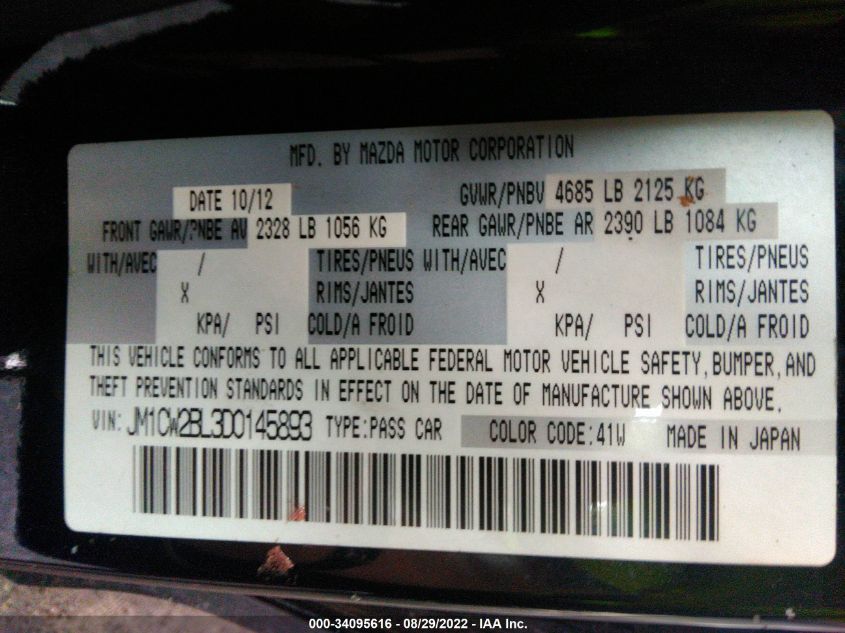 MFD. BY MAZDA MOTOR CORPORATION
DATE 10/12 GVWR/PNBV 4685 LB 2125 KG
FRONT GAWR/PNBE AV 2328 LB 1056 KG REAR GAWR/PNBE AR 2390 LB 1084 KG
WITH/AVEC / TIRES/PNEUS WITH/AVEC / TIRES/PNEUS
X RIMS/JANTES X RIMS/JANTES
KPA/ PSI COLD/A FROID KPA/ PSI COLD/A FROID
THIS VEHICLE CONFORMS TO ALL APPLICABLE FEDERAL MOTOR VEHICLE SAFETY, BUMPER, AND
THEFT PREVENTION STANDARDS IN EFFECT ON THE DATE OF MANUFACTURE SHOWN ABOVE.
VIN: JM1CW2BL3D0145893 TYPE:PASS CAR COLOR CODE:41W MADE IN JAPAN
000-34095616 - 08/29/2022 - IAA Inc.